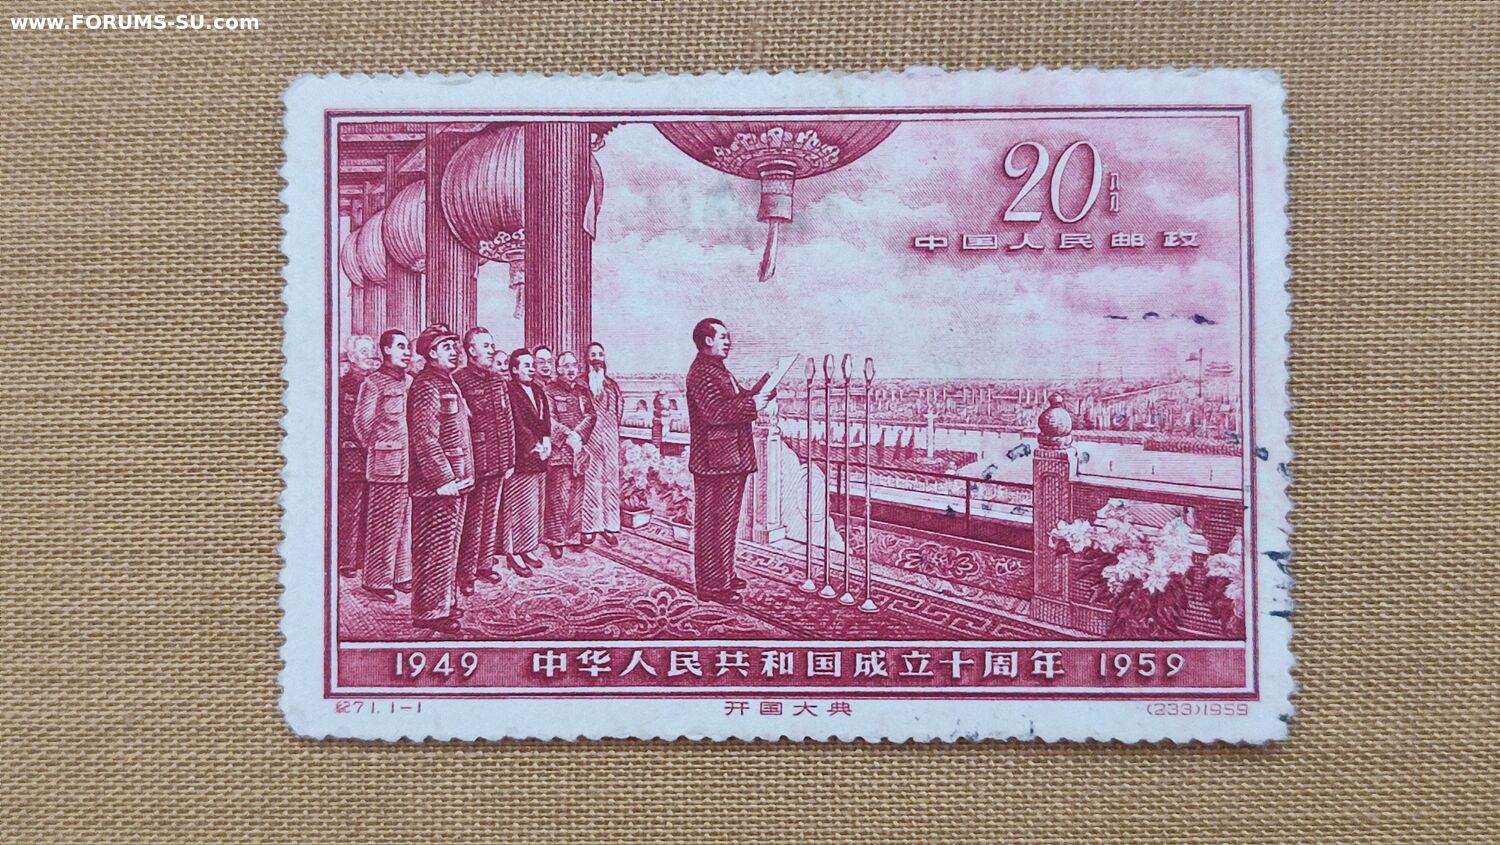 www.FORUMS-SU.com
20分
中国人民邮政
1949 中华人民共和国成立十周年 1959
纪71.1-1 开国大典 (233)1959